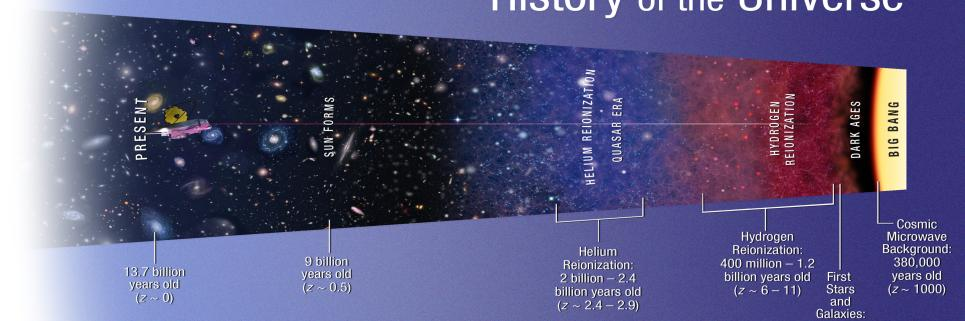 History of the Universe
PRESENT
SUN FORMS
HELIUM REIONIZATION
QUASAR ERA
HYDROGEN
REIONIZATION
DARK AGES
BIG BANG
13.7 billion
years old
(z ~ 0)
9 billion
years old
(z ~ 0.5)
Helium
Reionization:
2 billion – 2.4
billion years old
(z ~ 2.4 – 2.9)
Hydrogen
Reionization:
400 million – 1.2
billion years old
(z ~ 6 – 11)
First
Stars
and
Galaxies:
Cosmic
Microwave
Background:
380,000
years old
(z ~ 1000)